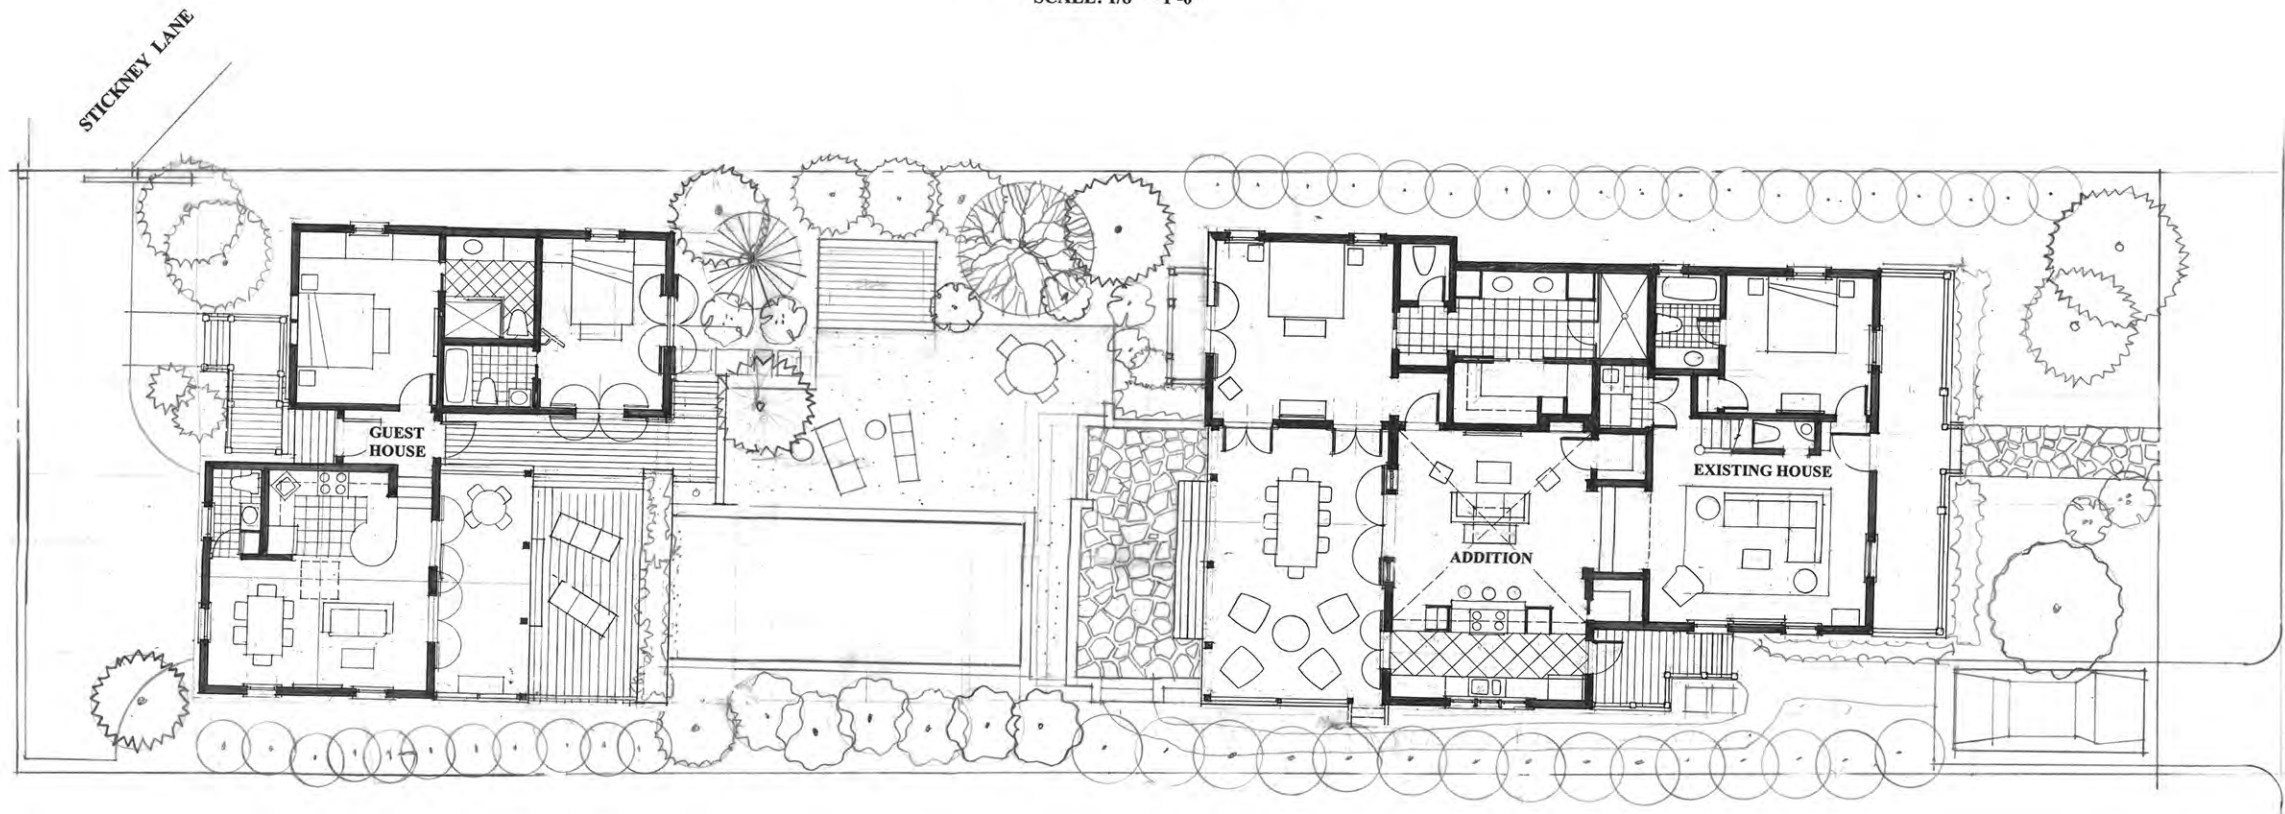 STICKNEY LANE
GUEST
HOUSE
EXISTING HOUSE
ADDITION